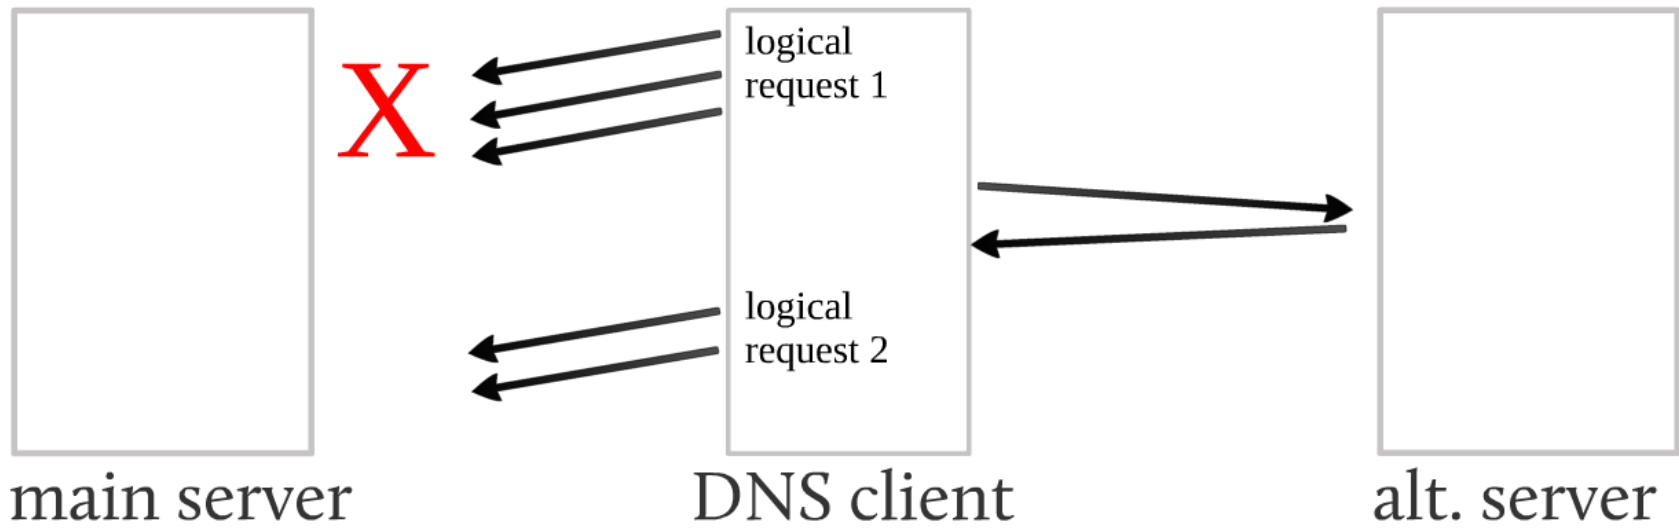 logical
request 1
X
logical
request 2
main server
DNS client
alt. server